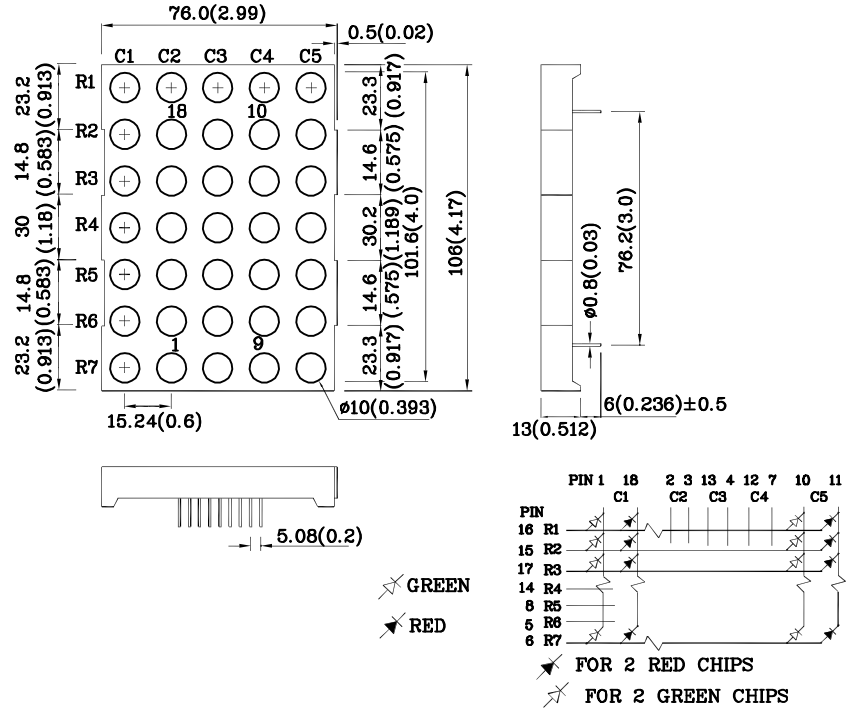 76.0(2.99)
0.5(0.02)
C1 C2 C3 C4 C5
R1
18 10
R2
R3
R4
R5
R6
1 9
R7
23.2
(0.913)
14.8
(0.583)
30
(1.18)
14.8
(0.583)
23.2
(0.913)
23.3
(0.917)
14.6
(0.575)
30.2
(1.189)
14.6
(.575)
23.3
(0.917)
101.6(4.0)
106(4.17)
15.24(0.6)
ø10(0.393)
ø0.8(0.03)
76.2(3.0)
6(0.236)±0.5
13(0.512)
5.08(0.2)
GREEN
RED
PIN 1 18 2 3 13 4 12 7 10 11
C1 C2 C3 C4 C5
PIN
16 R1
15 R2
17 R3
14 R4
8 R5
5 R6
6 R7
FOR 2 RED CHIPS
FOR 2 GREEN CHIPS